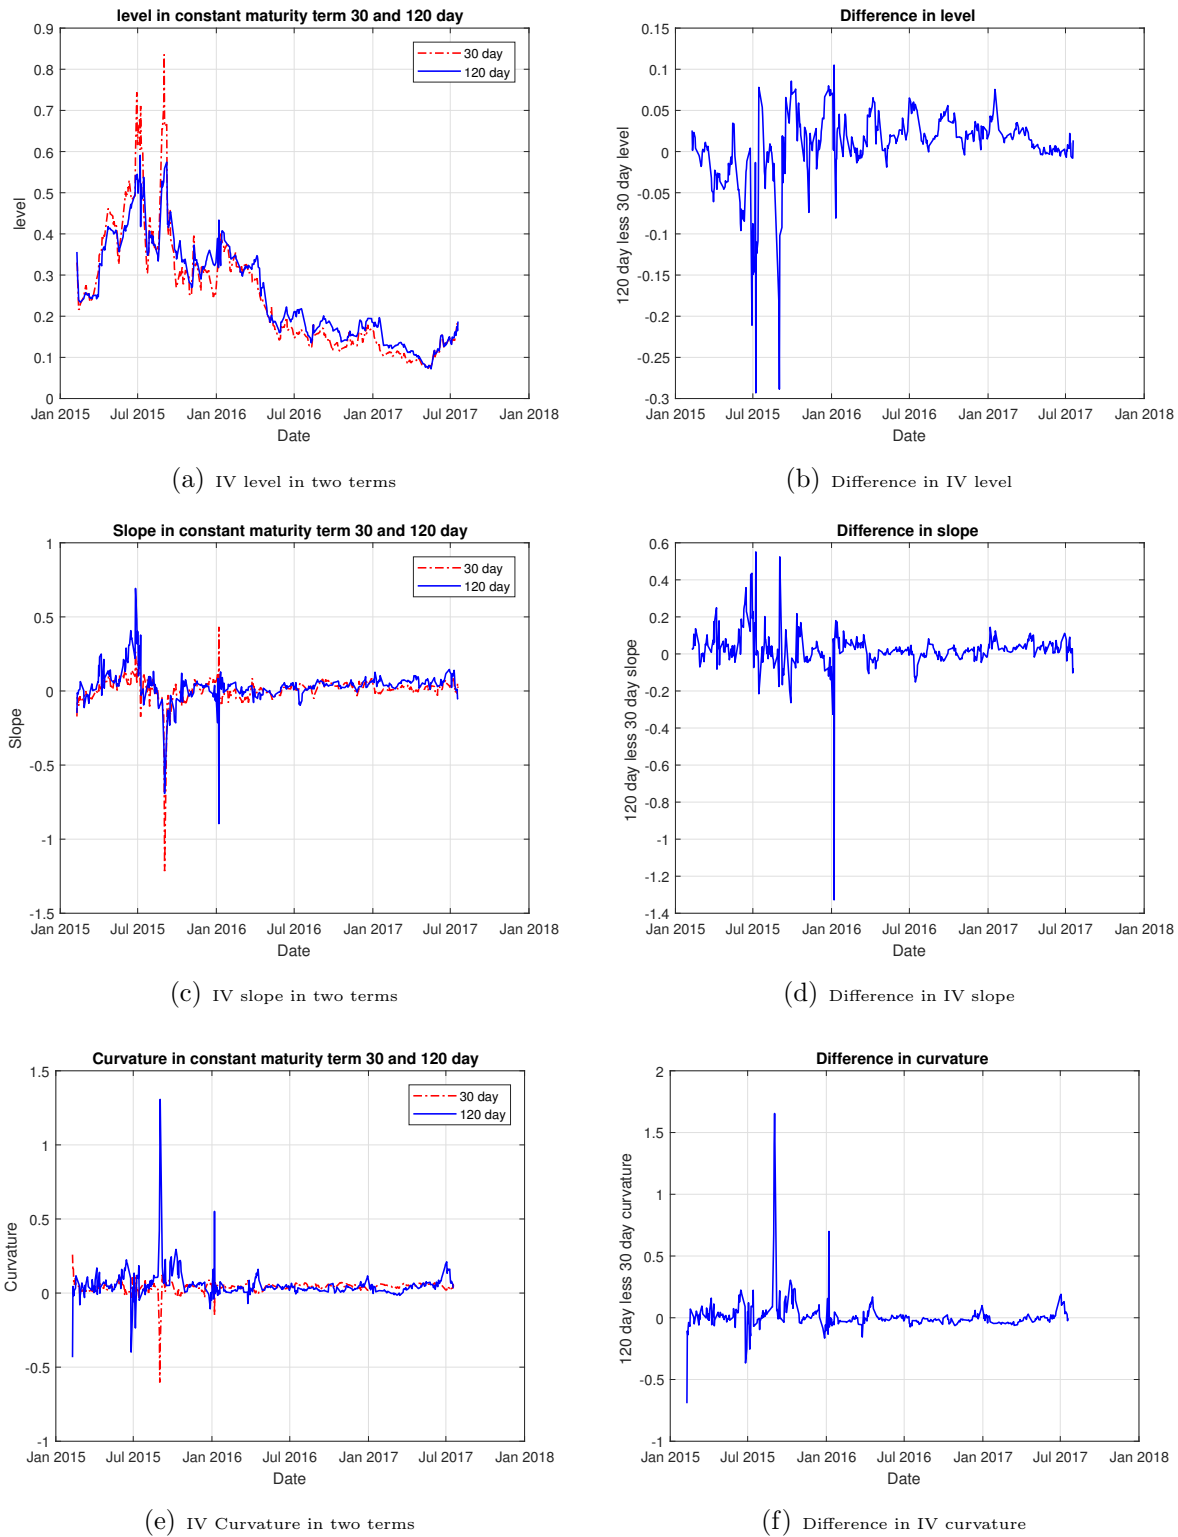 level in constant maturity term 30 and 120 day
0.9
0.8
0.7
0.6
0.5
0.4
0.3
0.2
0.1
0
level
30 day
120 day
Jan 2015 Jul 2015 Jan 2016 Jul 2016 Jan 2017 Jul 2017 Jan 2018
Date
(a) IV level in two terms
Difference in level
0.15
0.1
0.05
0
-0.05
-0.1
-0.15
-0.2
-0.25
-0.3
120 day less 30 day level
Jan 2015 Jul 2015 Jan 2016 Jul 2016 Jan 2017 Jul 2017 Jan 2018
Date
(b) Difference in IV level
Slope in constant maturity term 30 and 120 day
1
0.5
0
-0.5
-1
-1.5
Slope
30 day
120 day
Jan 2015 Jul 2015 Jan 2016 Jul 2016 Jan 2017 Jul 2017 Jan 2018
Date
(c) IV slope in two terms
Difference in slope
0.6
0.4
0.2
0
-0.2
-0.4
-0.6
-0.8
-1
-1.2
-1.4
120 day less 30 day slope
Jan 2015 Jul 2015 Jan 2016 Jul 2016 Jan 2017 Jul 2017 Jan 2018
Date
(d) Difference in IV slope
Curvature in constant maturity term 30 and 120 day
1.5
1
0.5
0
-0.5
-1
Curvature
30 day
120 day
Jan 2015 Jul 2015 Jan 2016 Jul 2016 Jan 2017 Jul 2017 Jan 2018
Date
(e) IV Curvature in two terms
Difference in curvature
2
1.5
1
0.5
0
-0.5
-1
120 day less 30 day curvature
Jan 2015 Jul 2015 Jan 2016 Jul 2016 Jan 2017 Jul 2017 Jan 2018
Date
(f) Difference in IV curvature